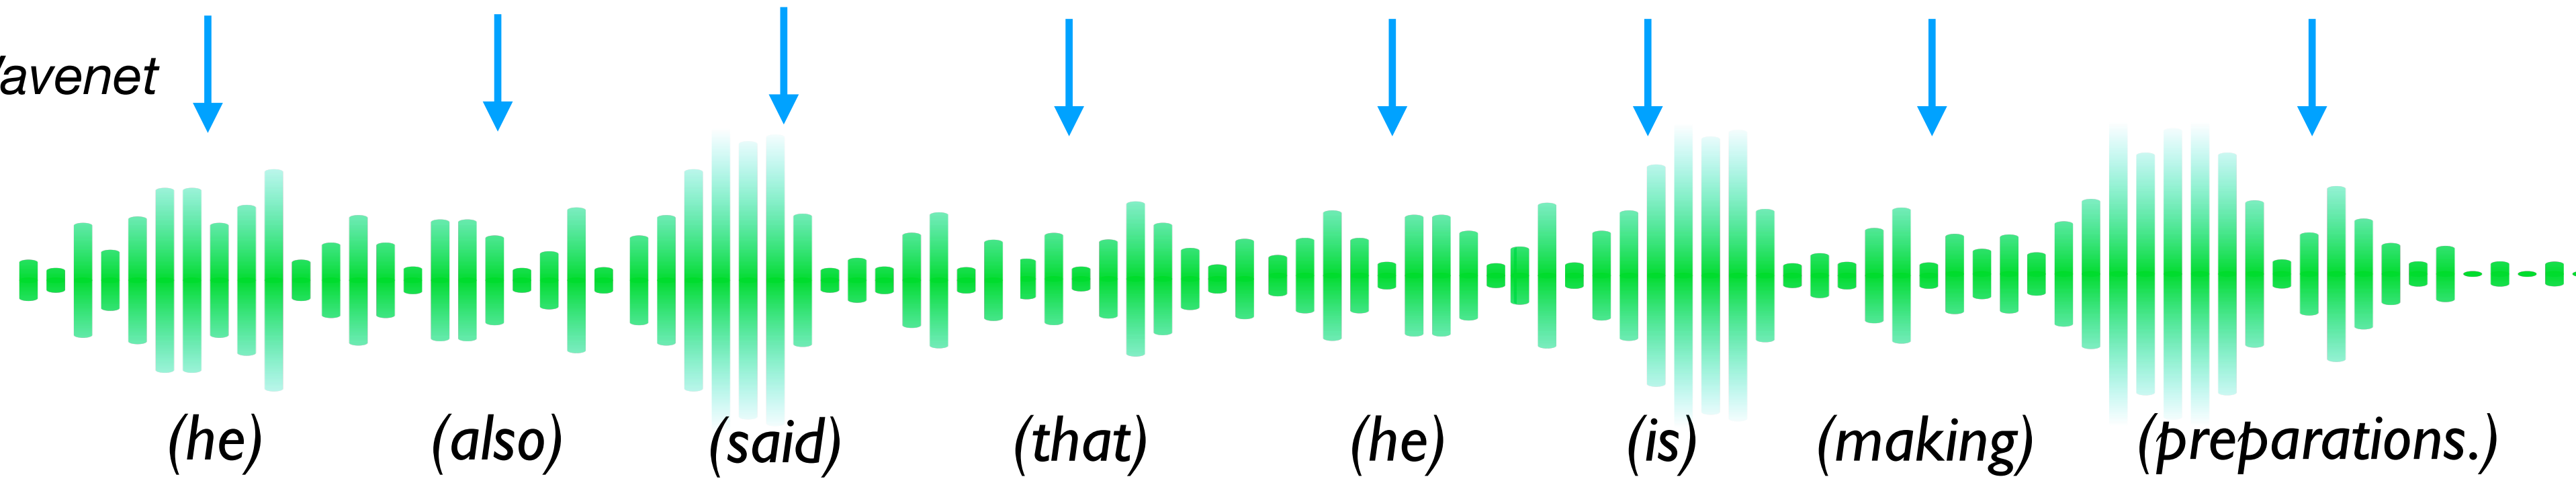 avenet
(he) (also) (said) (that) (he) (is) (making) (preparations.)